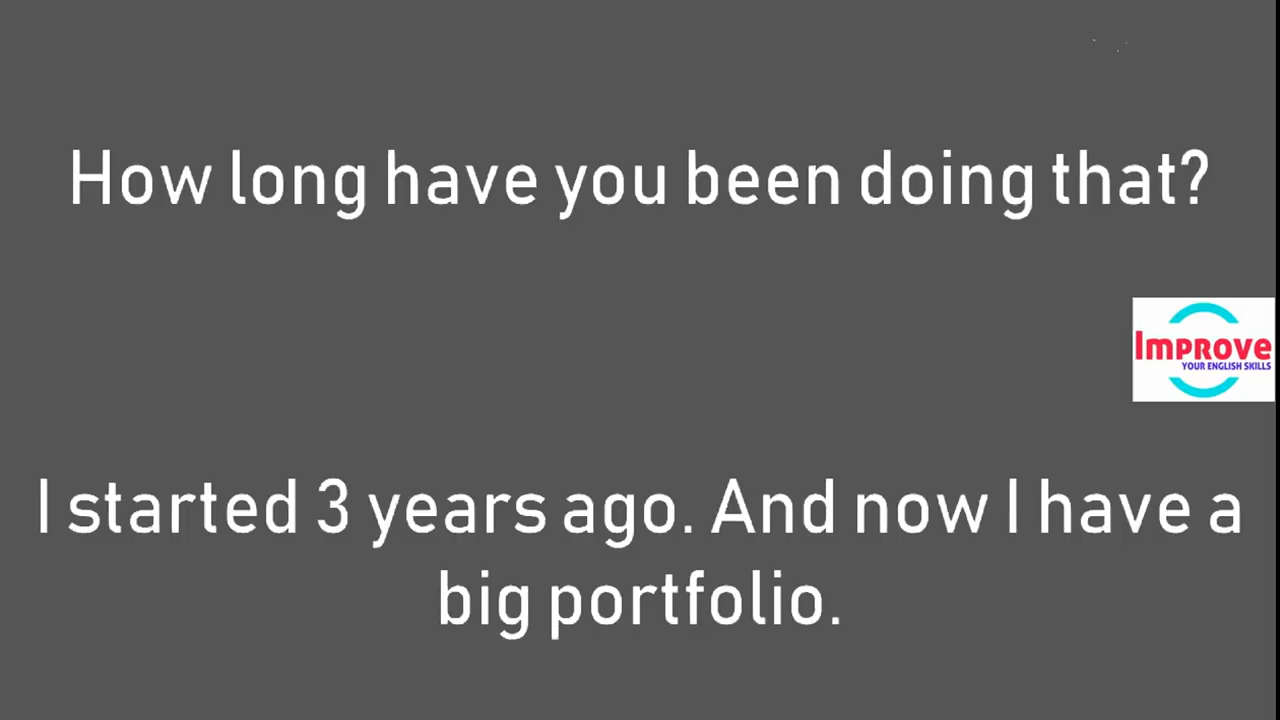 How long have you been doing that?
Improve
YOUR ENGLISH SKILLS
I started 3 years ago. And now I have a
big portfolio.